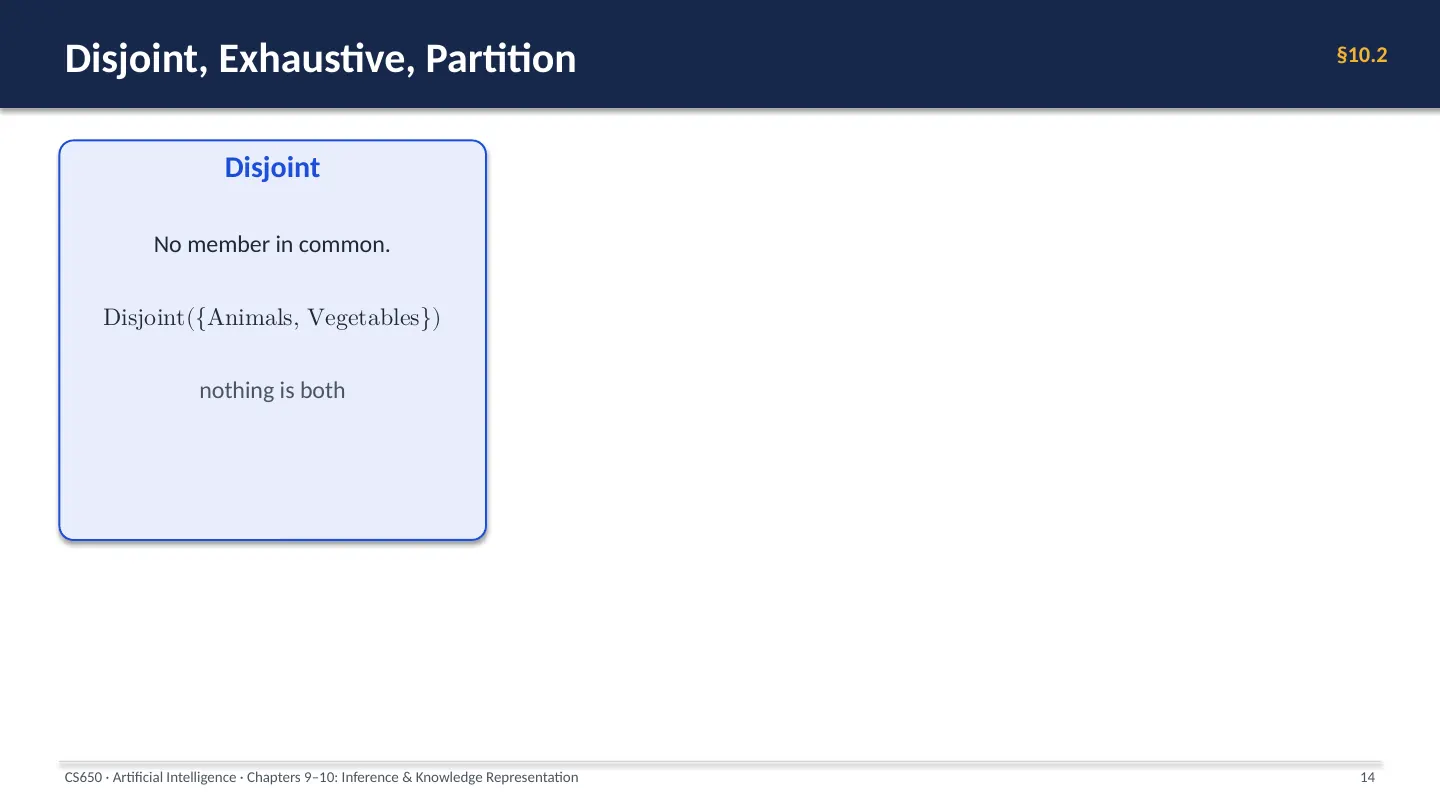 Disjoint, Exhaustive, Partition
§10.2
Disjoint
No member in common.
Disjoint({Animals, Vegetables})
nothing is both
CS650 · Artificial Intelligence · Chapters 9–10: Inference & Knowledge Representation
14